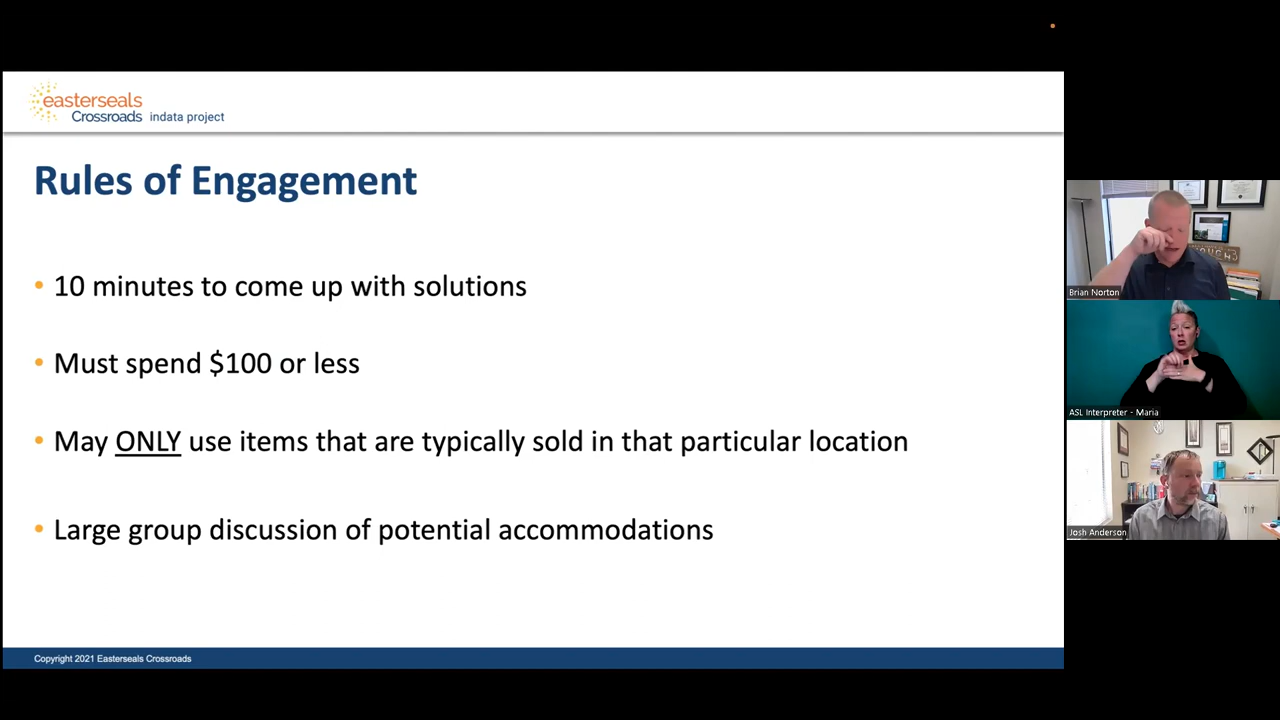 easterseals
Crossroads indata project
Rules of Engagement
• 10 minutes to come up with solutions
• Must spend $100 or less
• May ONLY use items that are typically sold in that particular location
• Large group discussion of potential accommodations
Copyright 2021 Easterseals Crossroads
Brian Norton
ASL Interpreter - Maria
Josh Anderson